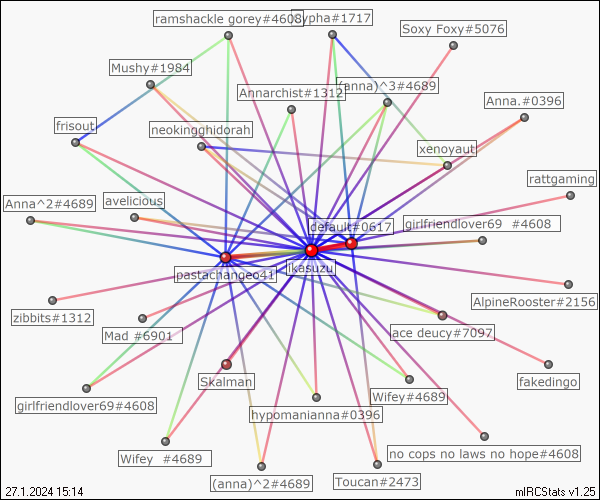 ramshackle gorey#4608
cypha#1717
Soxy Foxy#5076
Mushy#1984
Annarchist#1312
(anna)^3#4689
Anna.#0396
frisout
neokingghidorah
xenoyaut
rattgaming
Anna^2#4689
avelicious
default#0617
girlfriendlover69 #4608
pastachangeo41
ikasuzu
AlpineRooster#2156
zibbits#1312
Mad #6901
ace deucy#7097
Skalman
fakedingo
girlfriendlover69#4608
hypomanianna#0396
Wifey#4689
Wifey #4689
no cops no laws no hope#4608
(anna)^2#4689
Toucan#2473
27.1.2024 15:14
mIRCStats v1.25